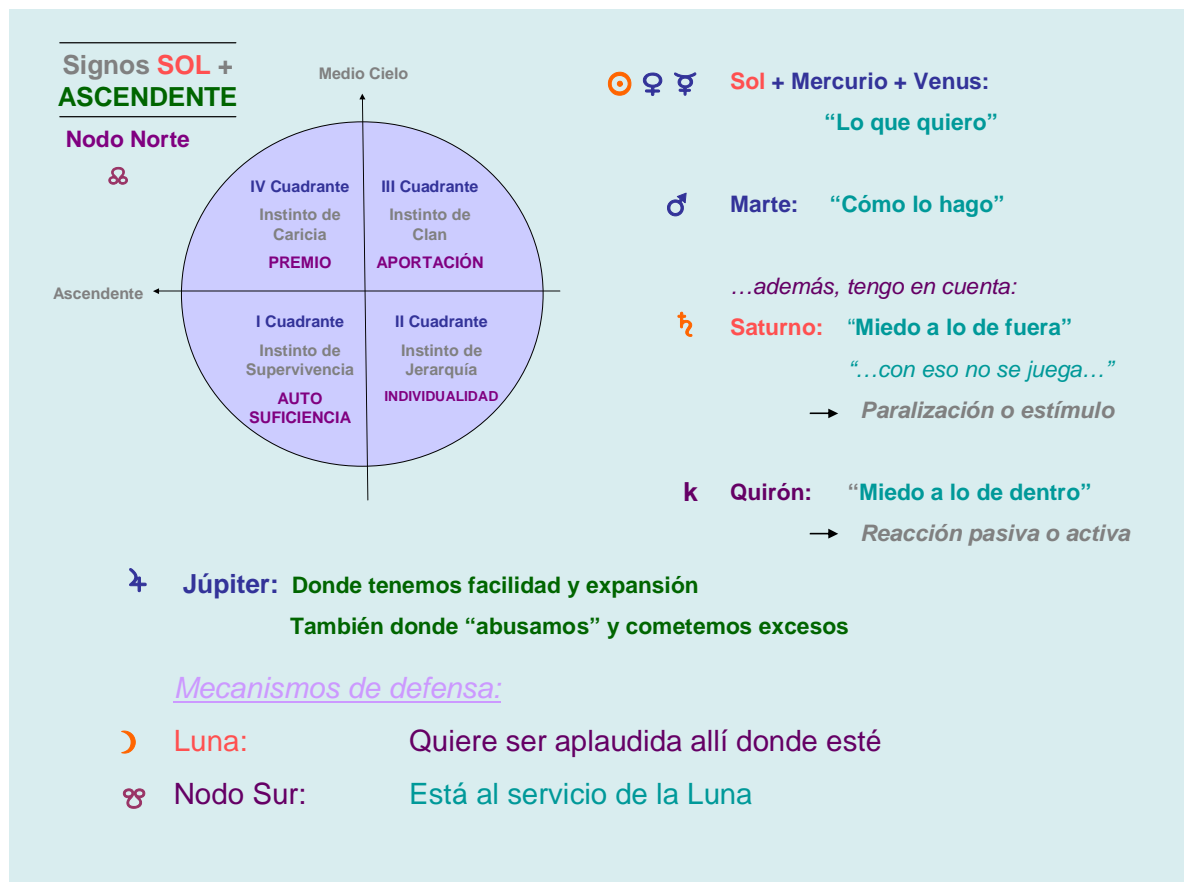 Signos SOL +
ASCENDENTE
Nodo Norte
☊
Medio Cielo
Ascendente
IV Cuadrante
Instinto de
Caricia
PREMIO
III Cuadrante
Instinto de
Clan
APORTACIÓN
I Cuadrante
Instinto de
Supervivencia
AUTO
SUFICIENCIA
II Cuadrante
Instinto de
Jerarquía
INDIVIDUALIDAD
☉ ♀ ☿ Sol + Mercurio + Venus:
“Lo que quiero”
♂ Marte: “Cómo lo hago”
…además, tengo en cuenta:
♄ Saturno: “Miedo a lo de fuera”
“…con eso no se juega…”
→ Paralización o estímulo
k Quirón: “Miedo a lo de dentro”
→ Reacción pasiva o activa
♃ Júpiter: Donde tenemos facilidad y expansión
También donde “abusamos” y cometemos excesos
Mecanismos de defensa:
☽ Luna: Quiere ser aplaudida allí donde esté
☋ Nodo Sur: Está al servicio de la Luna